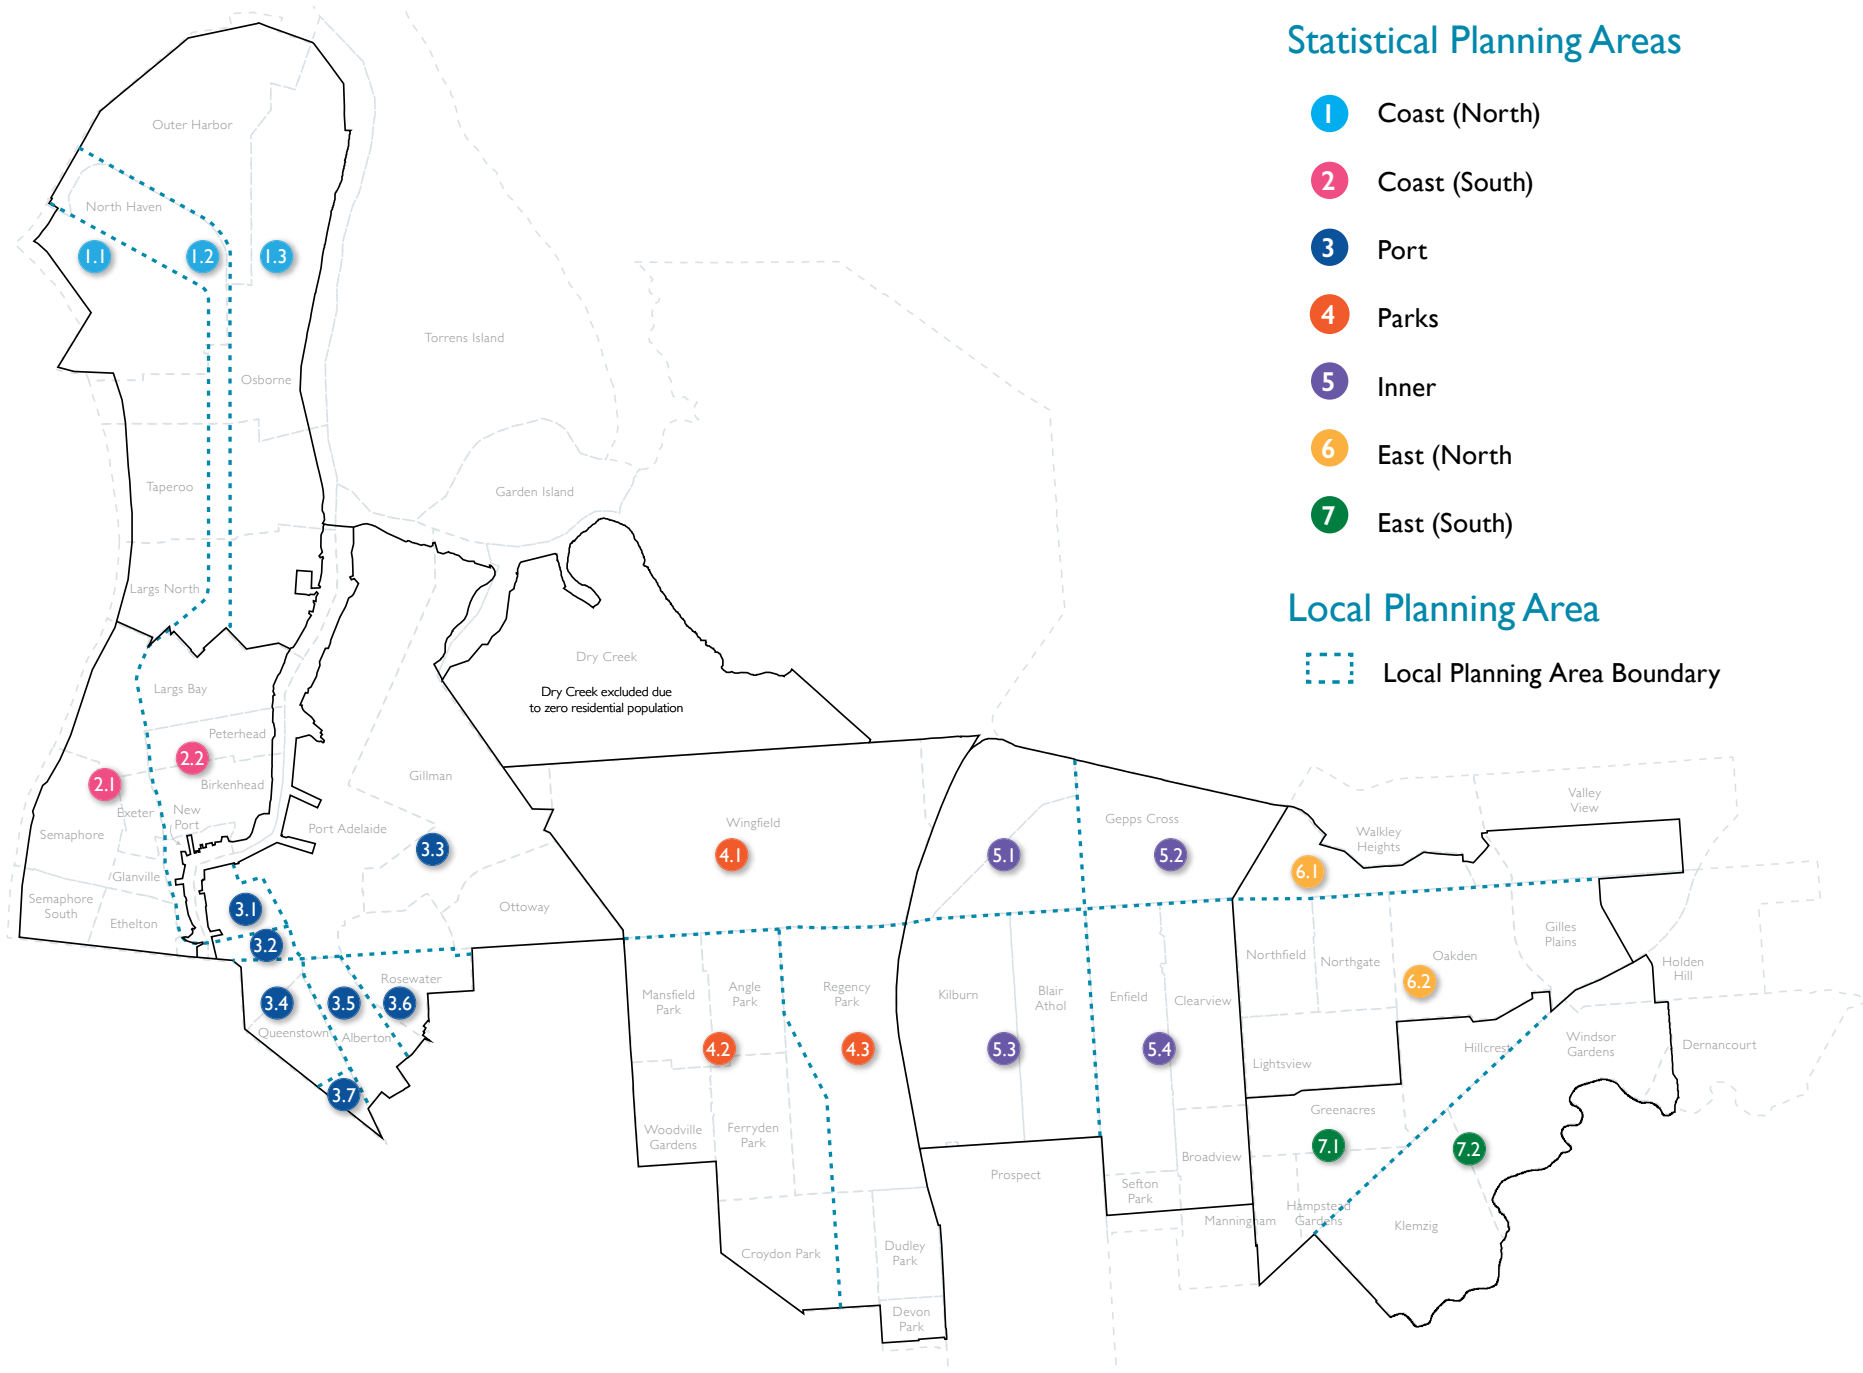 Statistical Planning Areas
1 Coast (North)
2 Coast (South)
3 Port
4 Parks
5 Inner
6 East (North
7 East (South)
Local Planning Area
Local Planning Area Boundary
Outer Harbor
North Haven
1.1
1.2
1.3
Torrens Island
Osborne
Taperoo
Garden Island
Largs North
Dry Creek
Dry Creek excluded due
to zero residential population
Largs Bay
Peterhead
2.2
2.1
Birkenhead
Gillman
Exeter
New
Port
Semaphore
Port Adelaide
3.3
Glanville
Semaphore
South
Ethelton
3.1
3.2
Ottoway
Rosewater
3.4
3.5
3.6
Queenstown
Alberton
3.7
Wingfield
4.1
Mansfield
Park
Angle
Park
Regency
Park
4.2
4.3
Woodville
Gardens
Ferryden
Park
Croydon Park
Dudley
Park
Devon
Park
5.1
Gepps Cross
5.2
Kilburn
Blair
Athol
Enfield
Clearview
5.3
5.4
Prospect
Broadview
Sefton
Park
Manningham
Valley
View
Walkley
Heights
6.1
Northfield
Northgate
Oakden
Gilles
Plains
6.2
Holden
Hill
Lightsview
Hillcrest
Windsor
Gardens
Dernancourt
Greenacres
7.1
7.2
Hampstead
Gardens
Klemzig